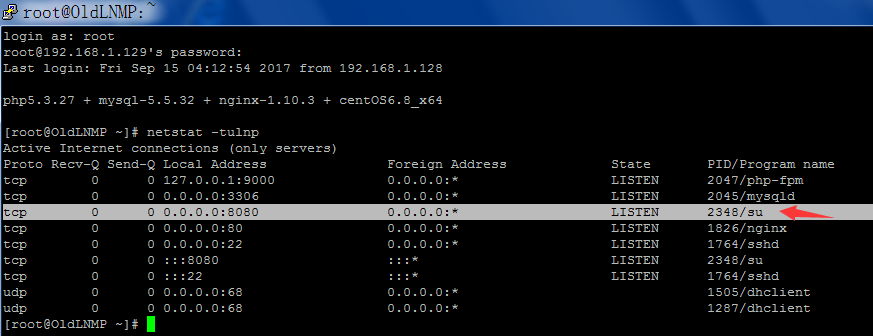 root@OldLNMP:~
login as: root
root@192.168.1.129's password:
Last login: Fri Sep 15 04:12:54 2017 from 192.168.1.128
php5.3.27 + mysql-5.5.32 + nginx-1.10.3 + centOS6.8_x64
[root@OldLNMP ~]# netstat -tulnp
Active Internet connections (only servers)
Proto Recv-Q Send-Q Local Address Foreign Address State PID/Program name
tcp 0 0 127.0.0.1:9000 0.0.0.0:* LISTEN 2047/php-fpm
tcp 0 0 0.0.0.0:3306 0.0.0.0:* LISTEN 2045/mysqld
tcp 0 0 0.0.0.0:8080 0.0.0.0:* LISTEN 2348/su
tcp 0 0 0.0.0.0:80 0.0.0.0:* LISTEN 1826/nginx
tcp 0 0 0.0.0.0:22 0.0.0.0:* LISTEN 1764/sshd
tcp 0 0 :::8080 :::* LISTEN 2348/su
tcp 0 0 :::22 :::* LISTEN 1764/sshd
udp 0 0 0.0.0.0:68 0.0.0.0:* 1505/dhclient
udp 0 0 0.0.0.0:68 0.0.0.0:* 1287/dhclient
[root@OldLNMP ~]#